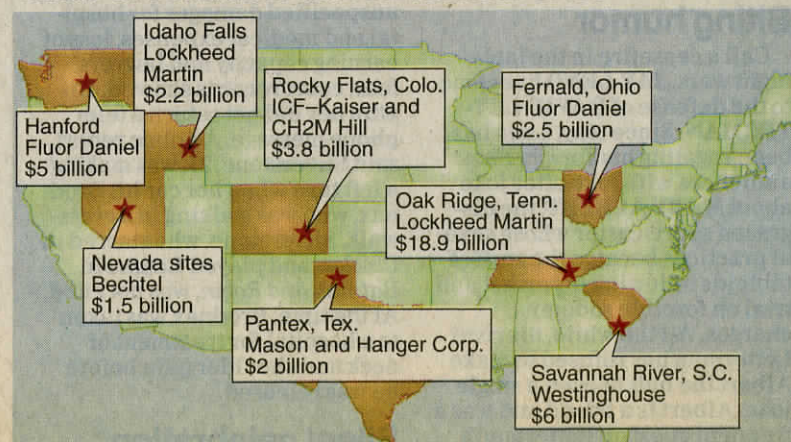 Idaho Falls
Lockheed
Martin
$2.2 billion
Hanford
Fluor Daniel
$5 billion
Rocky Flats, Colo.
ICF–Kaiser and
CH2M Hill
$3.8 billion
Fernald, Ohio
Fluor Daniel
$2.5 billion
Oak Ridge, Tenn.
Lockheed Martin
$18.9 billion
Nevada sites
Bechtel
$1.5 billion
Pantex, Tex.
Mason and Hanger Corp.
$2 billion
Savannah River, S.C.
Westinghouse
$6 billion